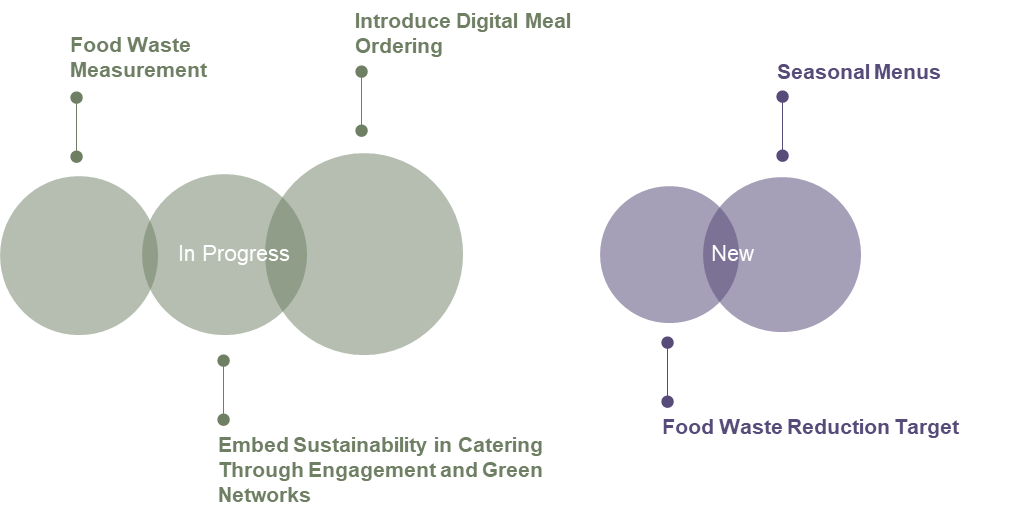 Food Waste
Measurement
Introduce Digital Meal
Ordering
In Progress
Embed Sustainability in Catering
Through Engagement and Green
Networks
Seasonal Menus
New
Food Waste Reduction Target